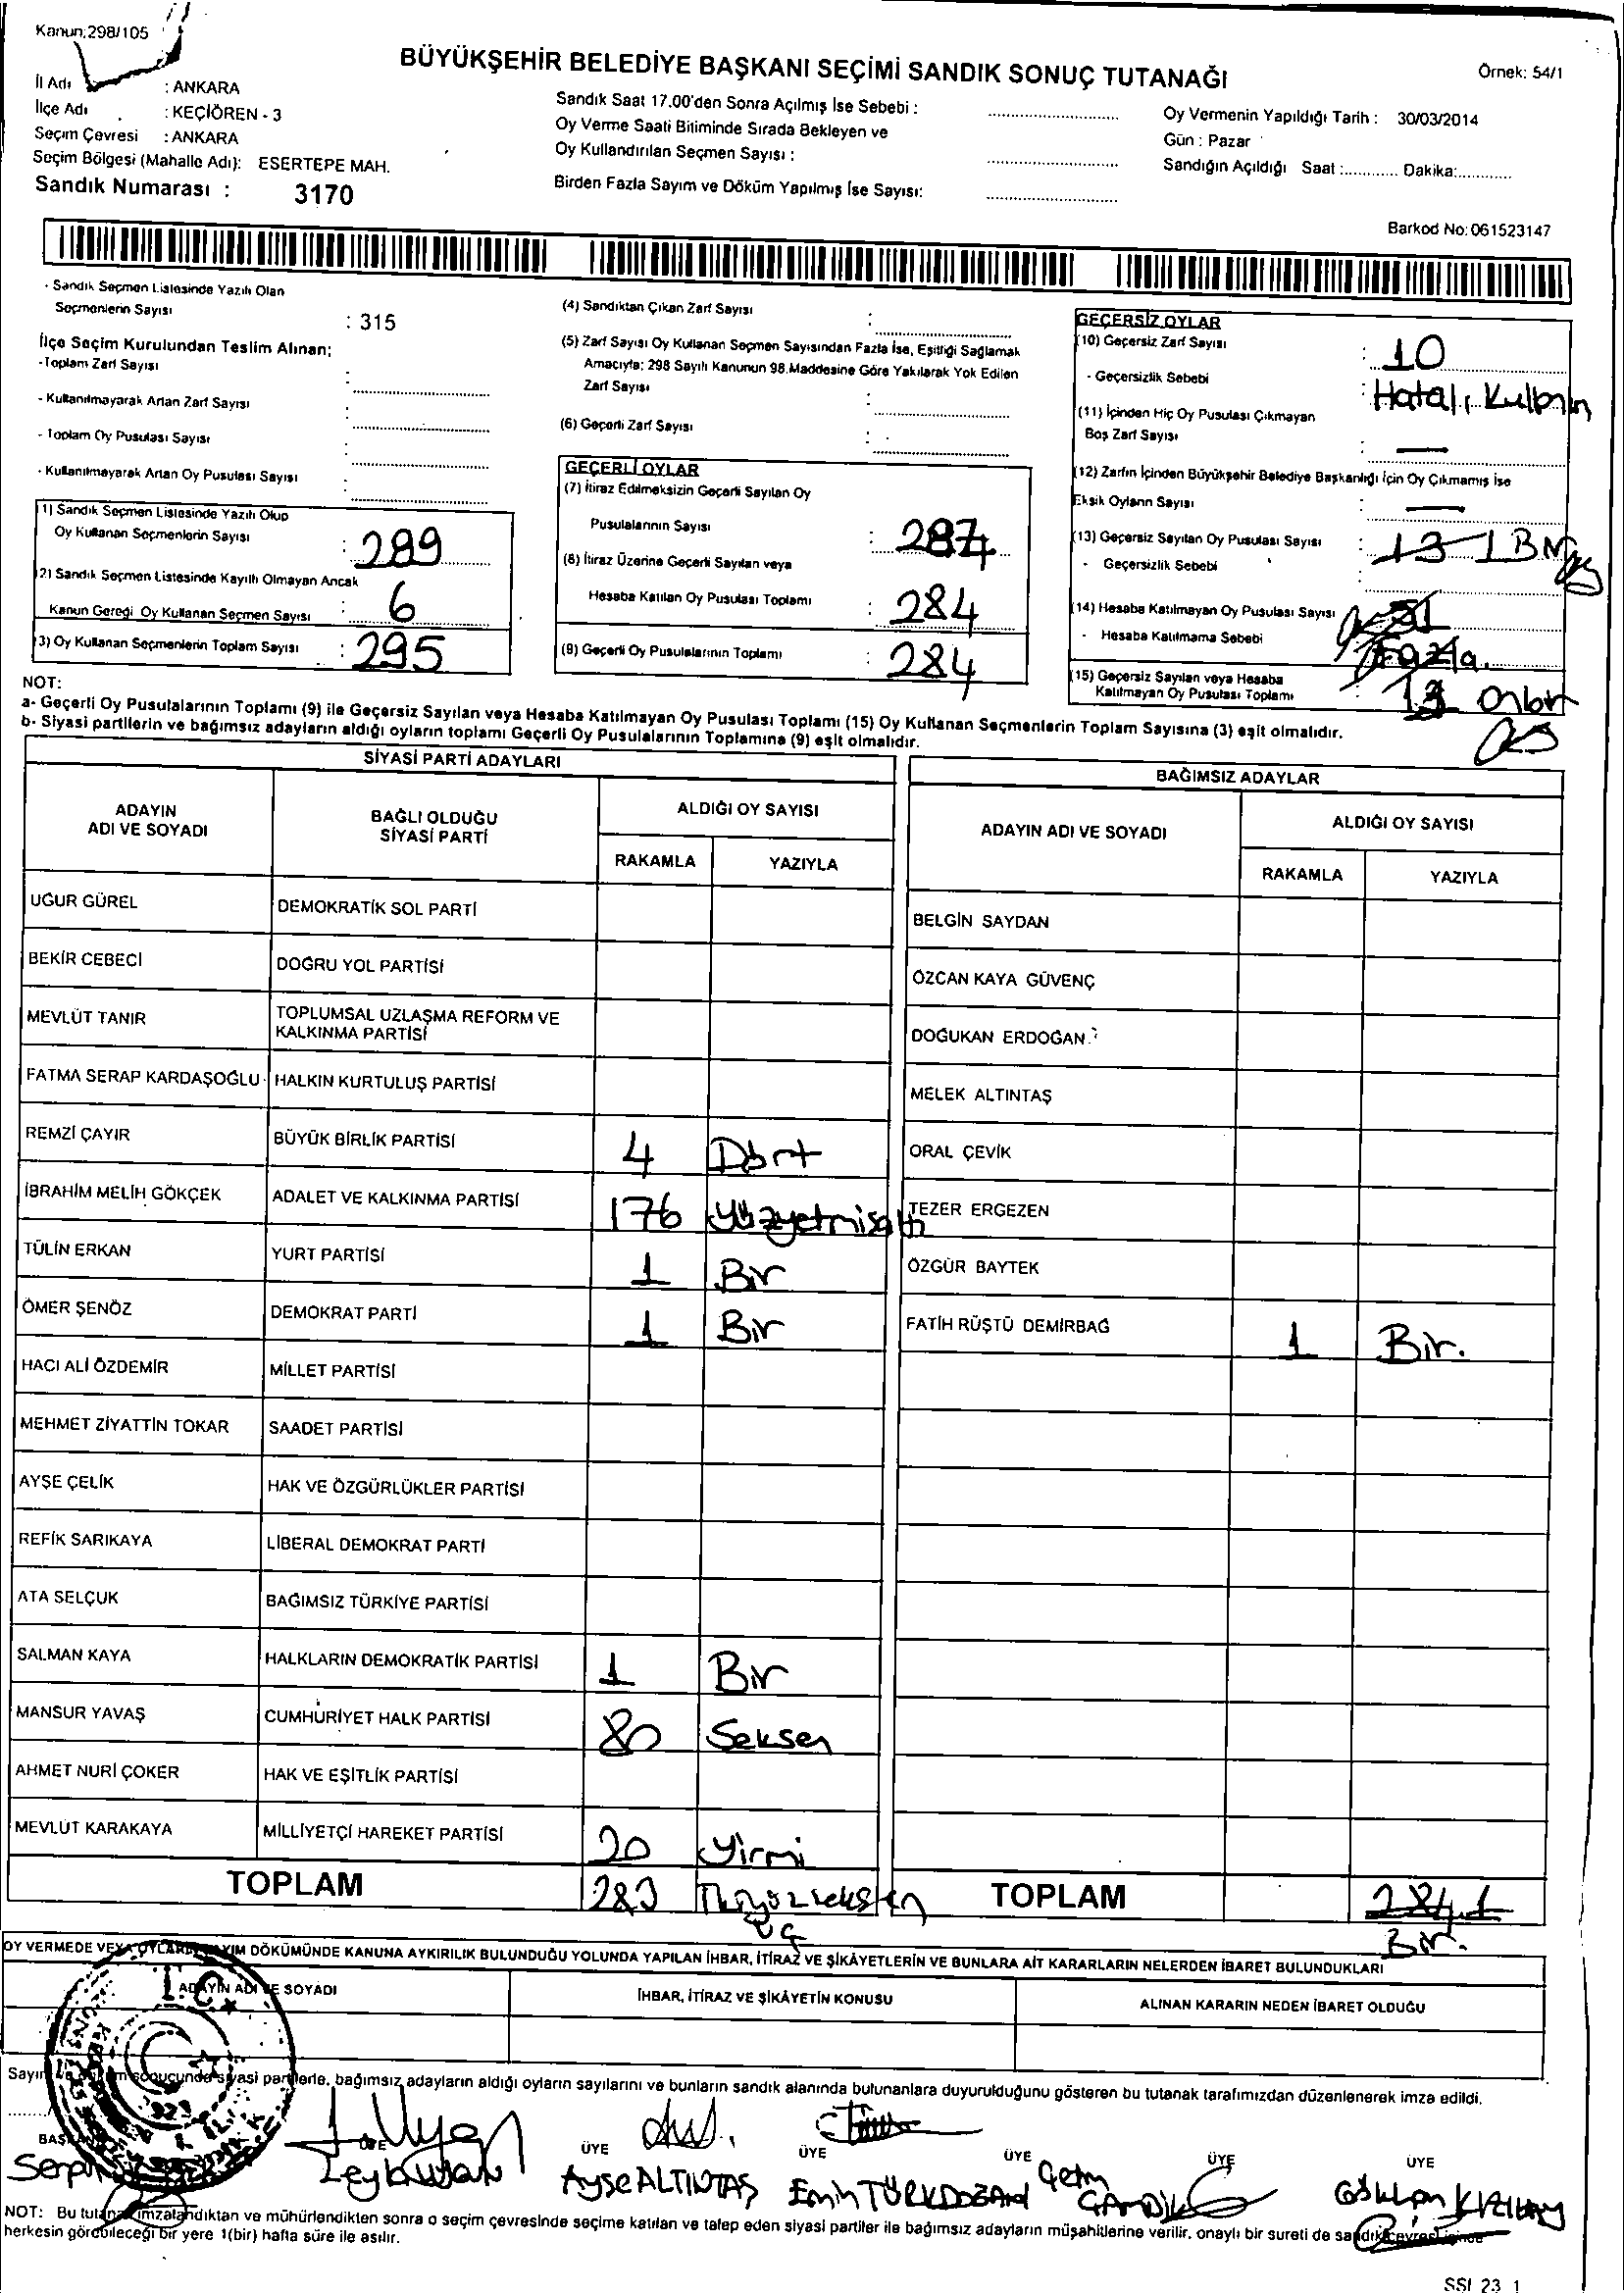 Kanun:298/105
BÜYÜKŞEHİR BELEDİYE BAŞKANI SEÇİMİ SANDIK SONUÇ TUTANAĞI
Örnek: 54/1
İl Adı : ANKARA
İlçe Adı : KEÇİÖREN - 3
Seçim Çevresi : ANKARA
Seçim Bölgesi (Mahalle Adı): ESERTEPE MAH.
Sandık Numarası : 3170
Sandık Saat 17.00'den Sonra Açılmış İse Sebebi :
Oy Verme Saati Bitiminde Sırada Bekleyen ve
Oy Kullandırılan Seçmen Sayısı :
Birden Fazla Sayım ve Döküm Yapılmış İse Sayısı:
Oy Vermenin Yapıldığı Tarih : 30/03/2014
Gün : Pazar
Sandığın Açıldığı Saat :............ Dakika:............
Barkod No: 061523147
- Sandık Seçmen Listesinde Yazılı Olan
Seçmenlerin Sayısı : 315
İlçe Seçim Kurulundan Teslim Alınan;
-Toplam Zarf Sayısı :
- Kullanılmayarak Artan Zarf Sayısı :
- Toplam Oy Pusulası Sayısı :
- Kullanılmayarak Artan Oy Pusulası Sayısı :
(1) Sandık Seçmen Listesinde Yazılı Olup
Oy Kullanan Seçmenlerin Sayısı : 289
(2) Sandık Seçmen Listesinde Kayıtlı Olmayan Ancak
Kanun Gereği Oy Kullanan Seçmen Sayısı : 6
(3) Oy Kullanan Seçmenlerin Toplam Sayısı : 295
(4) Sandıktan Çıkan Zarf Sayısı :
(5) Zarf Sayısı Oy Kullanan Seçmen Sayısından Fazla İse, Eşitliği Sağlamak
Amacıyla; 298 Sayılı Kanunun 98.Maddesine Göre Yakılarak Yok Edilen
Zarf Sayısı :
(6) Geçerli Zarf Sayısı :
GEÇERLİ OYLAR
(7) İtiraz Edilmeksizin Geçerli Sayılan Oy
Pusulalarının Sayısı : 284
(8) İtiraz Üzerine Geçerli Sayılan veya
Hesaba Katılan Oy Pusulası Toplamı : 284
(9) Geçerli Oy Pusulalarının Toplamı : 284
GEÇERSİZ OYLAR
(10) Geçersiz Zarf Sayısı : 10
- Geçersizlik Sebebi : Hatalı
(11) İçinden Hiç Oy Pusulası Çıkmayan
Boş Zarf Sayısı : —
(12) Zarfın İçinden Büyükşehir Belediye Başkanlığı İçin Oy Çıkmamış İse
Eksik Oyların Sayısı : —
(13) Geçersiz Sayılan Oy Pusulası Sayısı : 13 1
- Geçersizlik Sebebi :
(14) Hesaba Katılmayan Oy Pusulası Sayısı
- Hesaba Katılmama Sebebi Fazla.
(15) Geçersiz Sayılan veya Hesaba
Katılmayan Oy Pusulası Toplamı :
NOT:
a- Geçerli Oy Pusulalarının Toplamı (9) ile Geçersiz Sayılan veya Hesaba Katılmayan Oy Pusulası Toplamı (15) Oy Kullanan Seçmenlerin Toplam Sayısına (3) eşit olmalıdır.
b- Siyasi partilerin ve bağımsız adayların aldığı oyların toplamı Geçerli Oy Pusulalarının Toplamına (9) eşit olmalıdır.
SİYASİ PARTİ ADAYLARI
ADAYIN ADI VE SOYADI
BAĞLI OLDUĞU SİYASİ PARTİ
ALDIĞI OY SAYISI
RAKAMLA YAZIYLA
UĞUR GÜREL DEMOKRATİK SOL PARTİ
BEKİR CEBECİ DOĞRU YOL PARTİSİ
MEVLÜT TANIR TOPLUMSAL UZLAŞMA REFORM VE
KALKINMA PARTİSİ
FATMA SERAP KARDAŞOĞLU HALKIN KURTULUŞ PARTİSİ
REMZİ ÇAYIR BÜYÜK BİRLİK PARTİSİ 4 Dört
İBRAHİM MELİH GÖKÇEK ADALET VE KALKINMA PARTİSİ 176 Yüzyetmişaltı
TÜLİN ERKAN YURT PARTİSİ 1 Bir
ÖMER ŞENÖZ DEMOKRAT PARTİ 1 Bir
HACI ALİ ÖZDEMİR MİLLET PARTİSİ
MEHMET ZİYATTİN TOKAR SAADET PARTİSİ
AYŞE ÇELİK HAK VE ÖZGÜRLÜKLER PARTİSİ
REFİK SARIKAYA LİBERAL DEMOKRAT PARTİ
ATA SELÇUK BAĞIMSIZ TÜRKİYE PARTİSİ
SALMAN KAYA HALKLARIN DEMOKRATİK PARTİSİ 1 Bir
MANSUR YAVAŞ CUMHURİYET HALK PARTİSİ 80 Seksen
AHMET NURİ ÇOKER HAK VE EŞİTLİK PARTİSİ
MEVLÜT KARAKAYA MİLLİYETÇİ HAREKET PARTİSİ 20 Yirmi
TOPLAM 283 İkiyüzseksen
üç
BAĞIMSIZ ADAYLAR
ADAYIN ADI VE SOYADI
ALDIĞI OY SAYISI
RAKAMLA YAZIYLA
BELGİN SAYDAN
ÖZCAN KAYA GÜVENÇ
DOĞUKAN ERDOĞAN
MELEK ALTINTAŞ
ORAL ÇEVİK
TEZER ERGEZEN
ÖZGÜR BAYTEK
FATİH RÜŞTÜ DEMİRBAĞ 1 Bir.
TOPLAM 284 1
Bir.
OY VERMEDE VEYA OYLARIN SAYIM DÖKÜMÜNDE KANUNA AYKIRILIK BULUNDUĞU YOLUNDA YAPILAN İHBAR, İTİRAZ VE ŞİKÂYETLERİN VE BUNLARA AİT KARARLARIN NELERDEN İBARET BULUNDUKLARI
ADAYIN ADI VE SOYADI
İHBAR, İTİRAZ VE ŞİKÂYETİN KONUSU
ALINAN KARARIN NEDEN İBARET OLDUĞU
T.C.
Sayım ve döküm sonucunda siyasi partilerle, bağımsız adayların aldığı oyların sayılarını ve bunların sandık alanında bulunanlara duyurulduğunu gösteren bu tutanak tarafımızdan düzenlenerek imza edildi.
BAŞKAN ÜYE ÜYE ÜYE ÜYE ÜYE ÜYE
Ayşe ALTINTAŞ Emin TÜRKDOĞAN Çetin Gökhan KIZILAY
NOT: Bu tutanak imzalandıktan ve mühürlendikten sonra o seçim çevresinde seçime katılan ve talep eden siyasi partiler ile bağımsız adayların müşahitlerine verilir, onaylı bir sureti de sandık çevresi içinde
herkesin görebileceği bir yere 1(bir) hafta süre ile asılır.
SSI 23 1